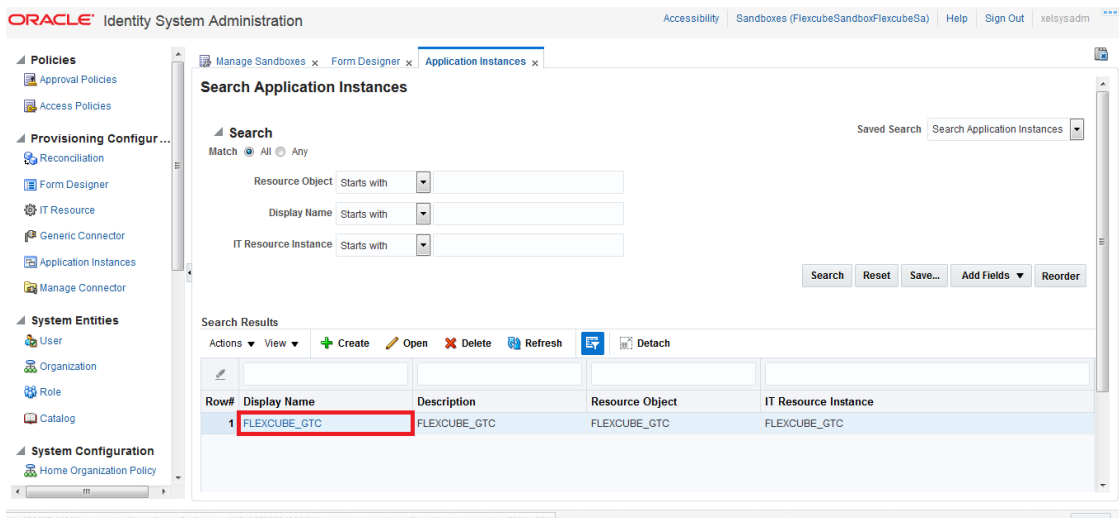 ORACLE® Identity System Administration
Accessibility Sandboxes (FlexcubeSandboxFlexcubeSa) Help Sign Out xelsysadm
Policies
Approval Policies
Access Policies
Provisioning Configur...
Reconciliation
Form Designer
IT Resource
Generic Connector
Application Instances
Manage Connector
System Entities
User
Organization
Role
Catalog
System Configuration
Home Organization Policy
Manage Sandboxes x Form Designer x Application Instances x
Search Application Instances
Search
Saved Search Search Application Instances
Match All Any
Resource Object Starts with
Display Name Starts with
IT Resource Instance Starts with
Search Reset Save... Add Fields Reorder
Search Results
Actions View Create Open Delete Refresh Detach
Row# Display Name Description Resource Object IT Resource Instance
1 FLEXCUBE_GTC FLEXCUBE_GTC FLEXCUBE_GTC FLEXCUBE_GTC